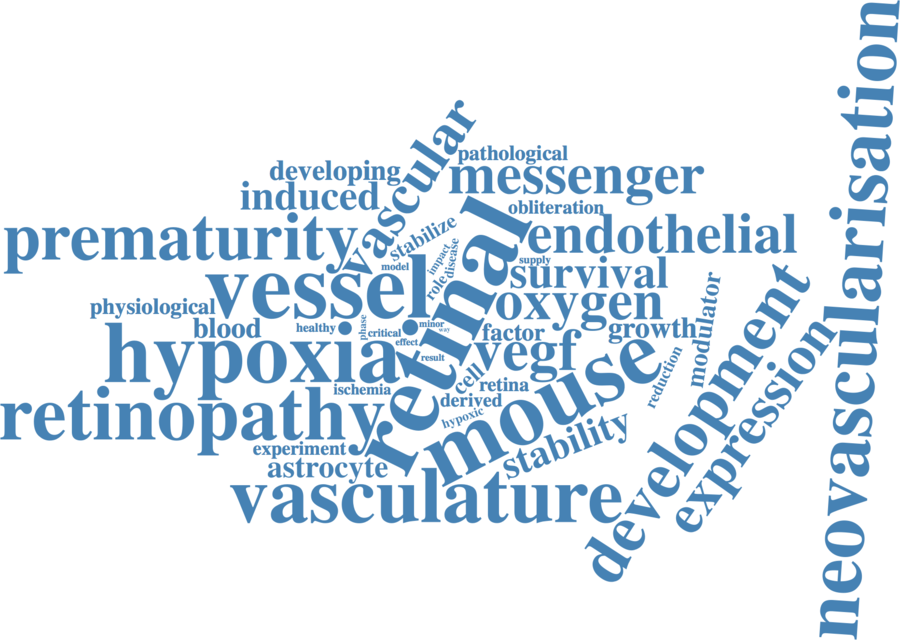 neovascularisation
vascular
pathological
developing
messenger
induced
obliteration
prematurity
stabilize
endothelial
impact
disease
supply
model
survival
role
vessel
retinal
oxygen
physiological
modulator
development
blood
healthy
phase
critical
minor
way
factor
growth
effect
hypoxia
vegf
expression
result
mouse
reduction
cell
retina
ischemia
derived
retinopathy
hypoxic
stability
experiment
astrocyte
vasculature